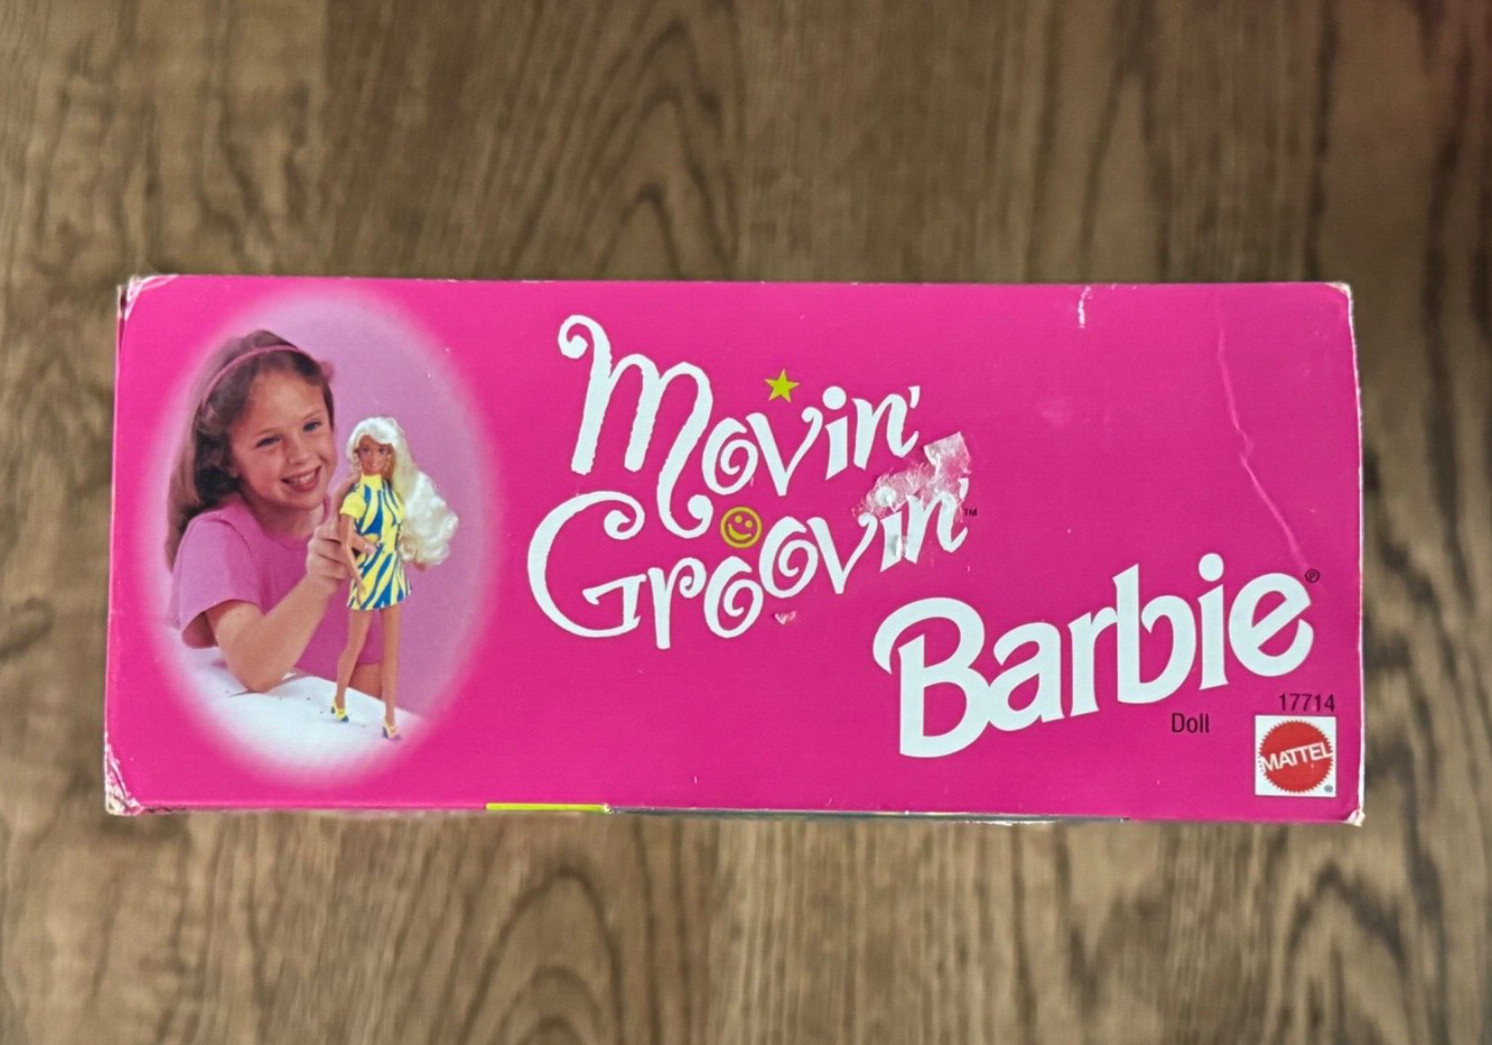 Movin'
Groovin'™
Barbie®
Doll
17714
MATTEL
®